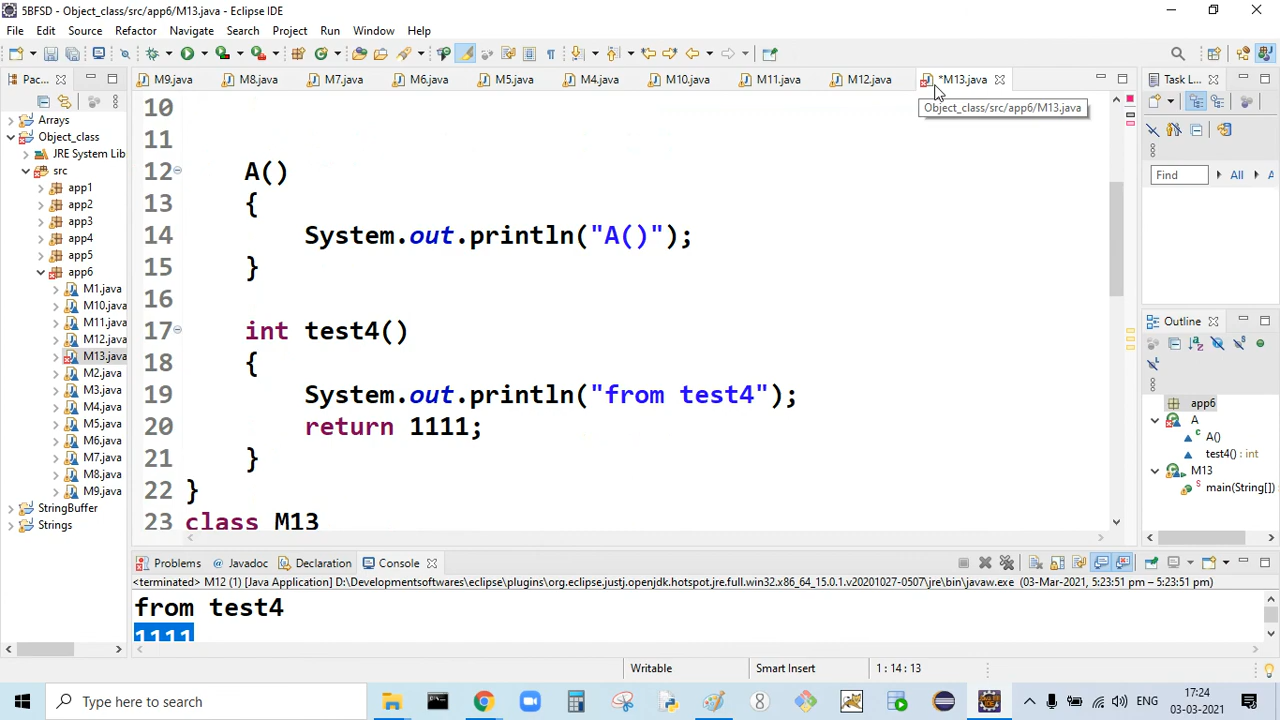 5BFSD - Object_class/src/app6/M13.java - Eclipse IDE
File Edit Source Refactor Navigate Search Project Run Window Help
Pac...
M9.java M8.java M7.java M6.java M5.java M4.java M10.java M11.java M12.java *M13.java
Task L...
Object_class/src/app6/M13.java
Arrays
Object_class
JRE System Lib
src
app1
app2
app3
app4
app5
app6
M1.java
M10.java
M11.java
M12.java
M13.java
M2.java
M3.java
M4.java
M5.java
M6.java
M7.java
M8.java
M9.java
StringBuffer
Strings
10
11
12 A()
13 {
14 System.out.println("A()");
15 }
16
17 int test4()
18 {
19 System.out.println("from test4");
20 return 1111;
21 }
22 }
23 class M13
Find All A
Outline
app6
A
A()
test4() : int
M13
main(String[])
Problems Javadoc Declaration Console
<terminated> M12 (1) [Java Application] D:\Developmentsoftwares\eclipse\plugins\org.eclipse.justj.openjdk.hotspot.jre.full.win32.x86_64_15.0.1.v20201027-0507\jre\bin\javaw.exe (03-Mar-2021, 5:23:51 pm – 5:23:51 pm)
from test4
1111
Writable Smart Insert 1 : 14 : 13
Type here to search
ENG
17:24
03-03-2021